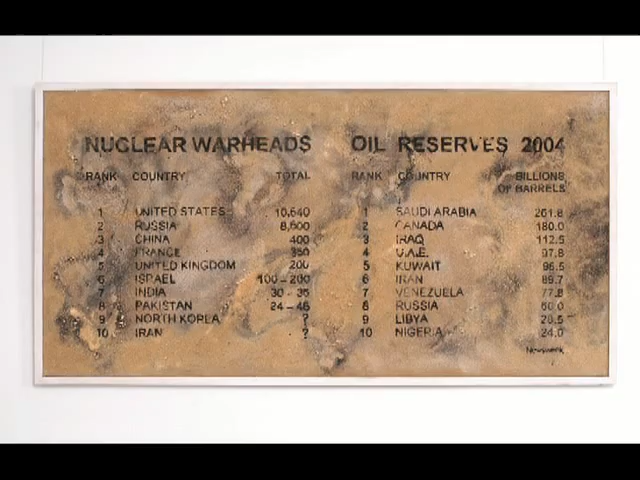 NUCLEAR WARHEADS
RANK COUNTRY TOTAL
1 UNITED STATES 10,640
2 RUSSIA 8,600
3 CHINA 400
4 FRANCE 350
5 UNITED KINGDOM 200
6 ISRAEL 100 – 200
7 INDIA 30 – 35
8 PAKISTAN 24 – 48
9 NORTH KOREA ?
10 IRAN ?
OIL RESERVES 2004
RANK COUNTRY BILLIONS
OF BARRELS
1 SAUDI ARABIA 261.8
2 CANADA 180.0
3 IRAQ 112.5
4 U.A.E. 97.8
5 KUWAIT 96.5
6 IRAN 89.7
7 VENEZUELA 77.8
8 RUSSIA 60.0
9 LIBYA 29.5
10 NIGERIA 24.0
Newsweek